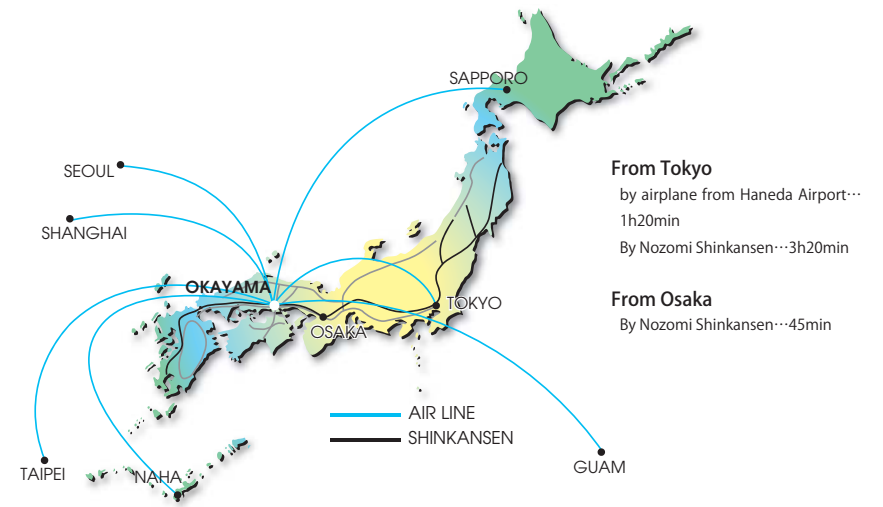 SAPPORO
SEOUL
SHANGHAI
OKAYAMA
TOKYO
OSAKA
AIR LINE
SHINKANSEN
TAIPEI
NAHA
GUAM
From Tokyo
by airplane from Haneda Airport…
1h20min
By Nozomi Shinkansen…3h20min
From Osaka
By Nozomi Shinkansen…45min